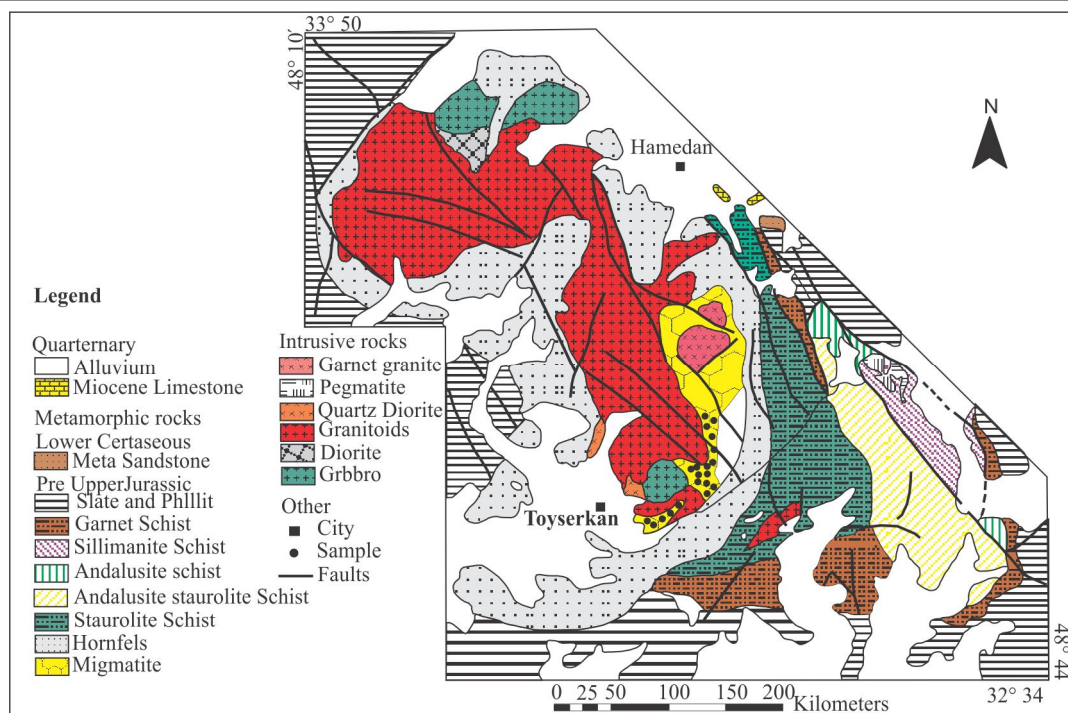 33° 50
48° 10′
N
Hamedan
Toyserkan
Legend
Quarternary
Alluvium
Miocene Limestone
Metamorphic rocks
Lower Certaseous
Meta Sandstone
Pre UpperJurassic
Slate and Phlllit
Garnet Schist
Sillimanite Schist
Andalusite schist
Andalusite staurolite Schist
Staurolite Schist
Hornfels
Migmatite
Intrusive rocks
Garnet granite
Pegmatite
Quartz Diorite
Granitoids
Diorite
Grbbro
Other
City
Sample
Faults
48° 44
32° 34
0 25 50 100 150 200
Kilometers